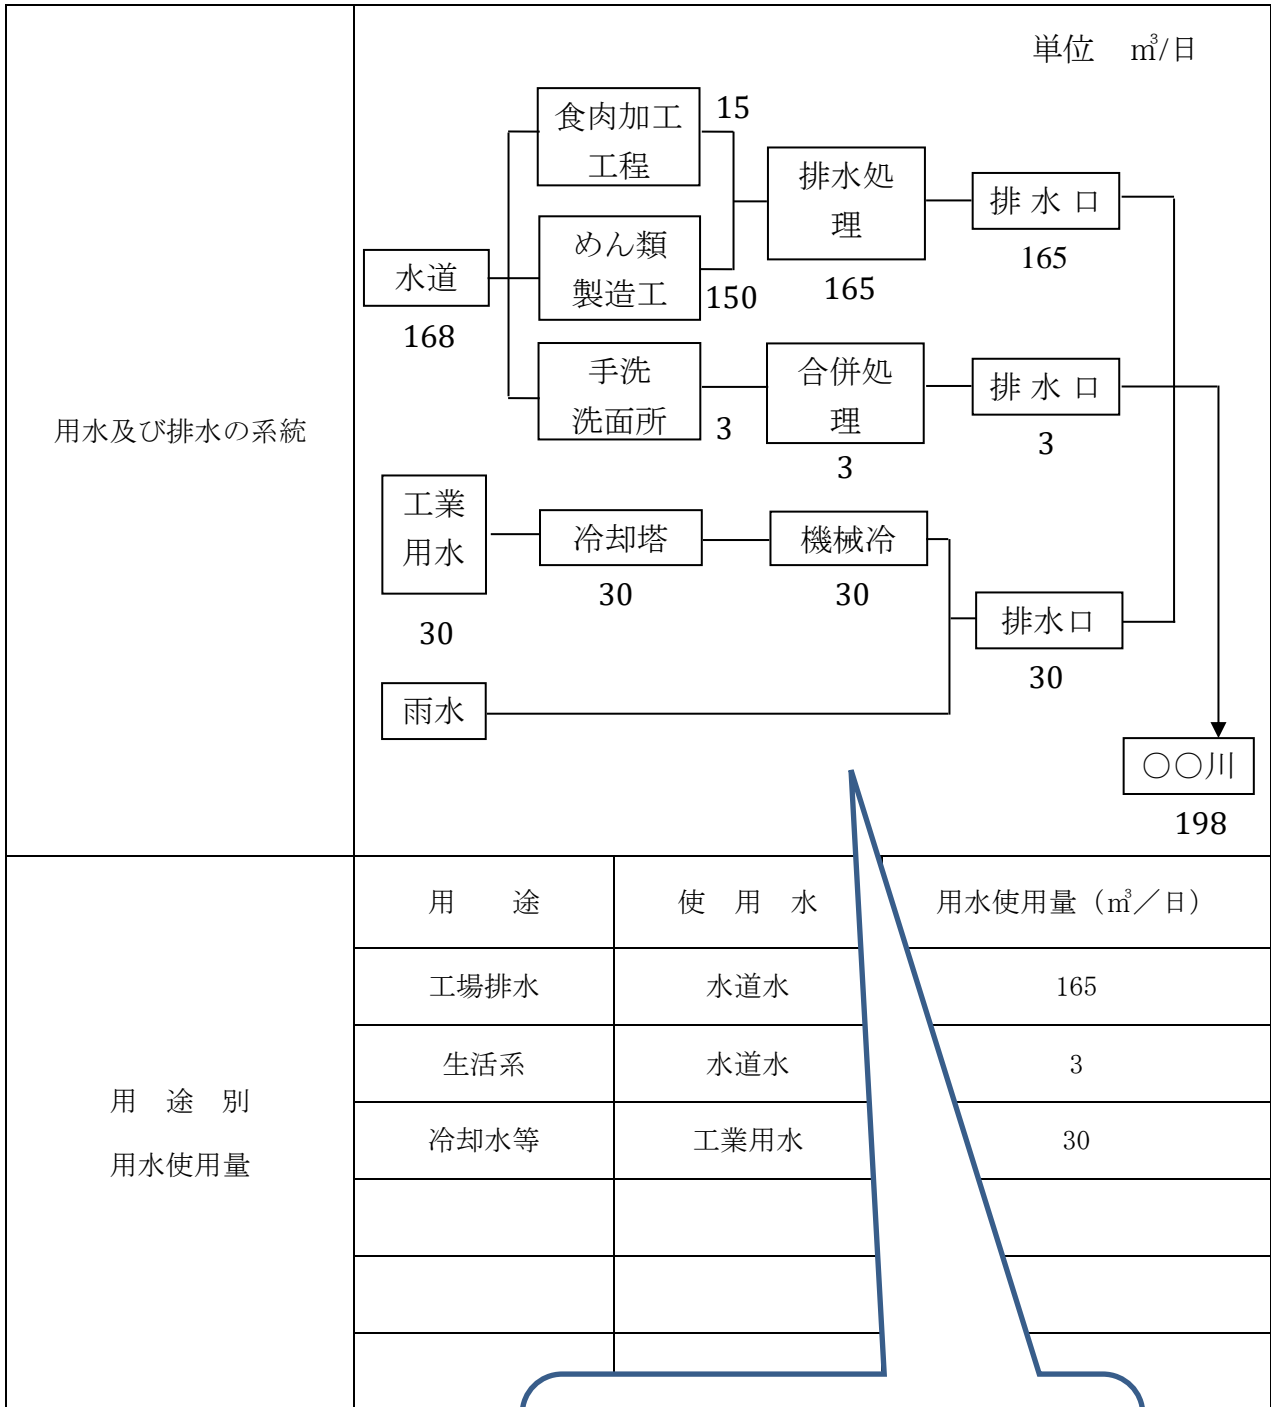 単位 ㎥/日
食肉加工
工程
15
めん類
製造工
150
水道
168
排水処
理
165
排水口
165
手洗
洗面所
3
合併処
理
3
排水口
3
用水及び排水の系統
工業
用水
30
冷却塔
30
機械冷
30
排水口
30
雨水
〇〇川
198
用途
使用水
用水使用量（㎥／日）
用途別
用水使用量
工場排水
水道水
165
生活系
水道水
3
冷却水等
工業用水
30